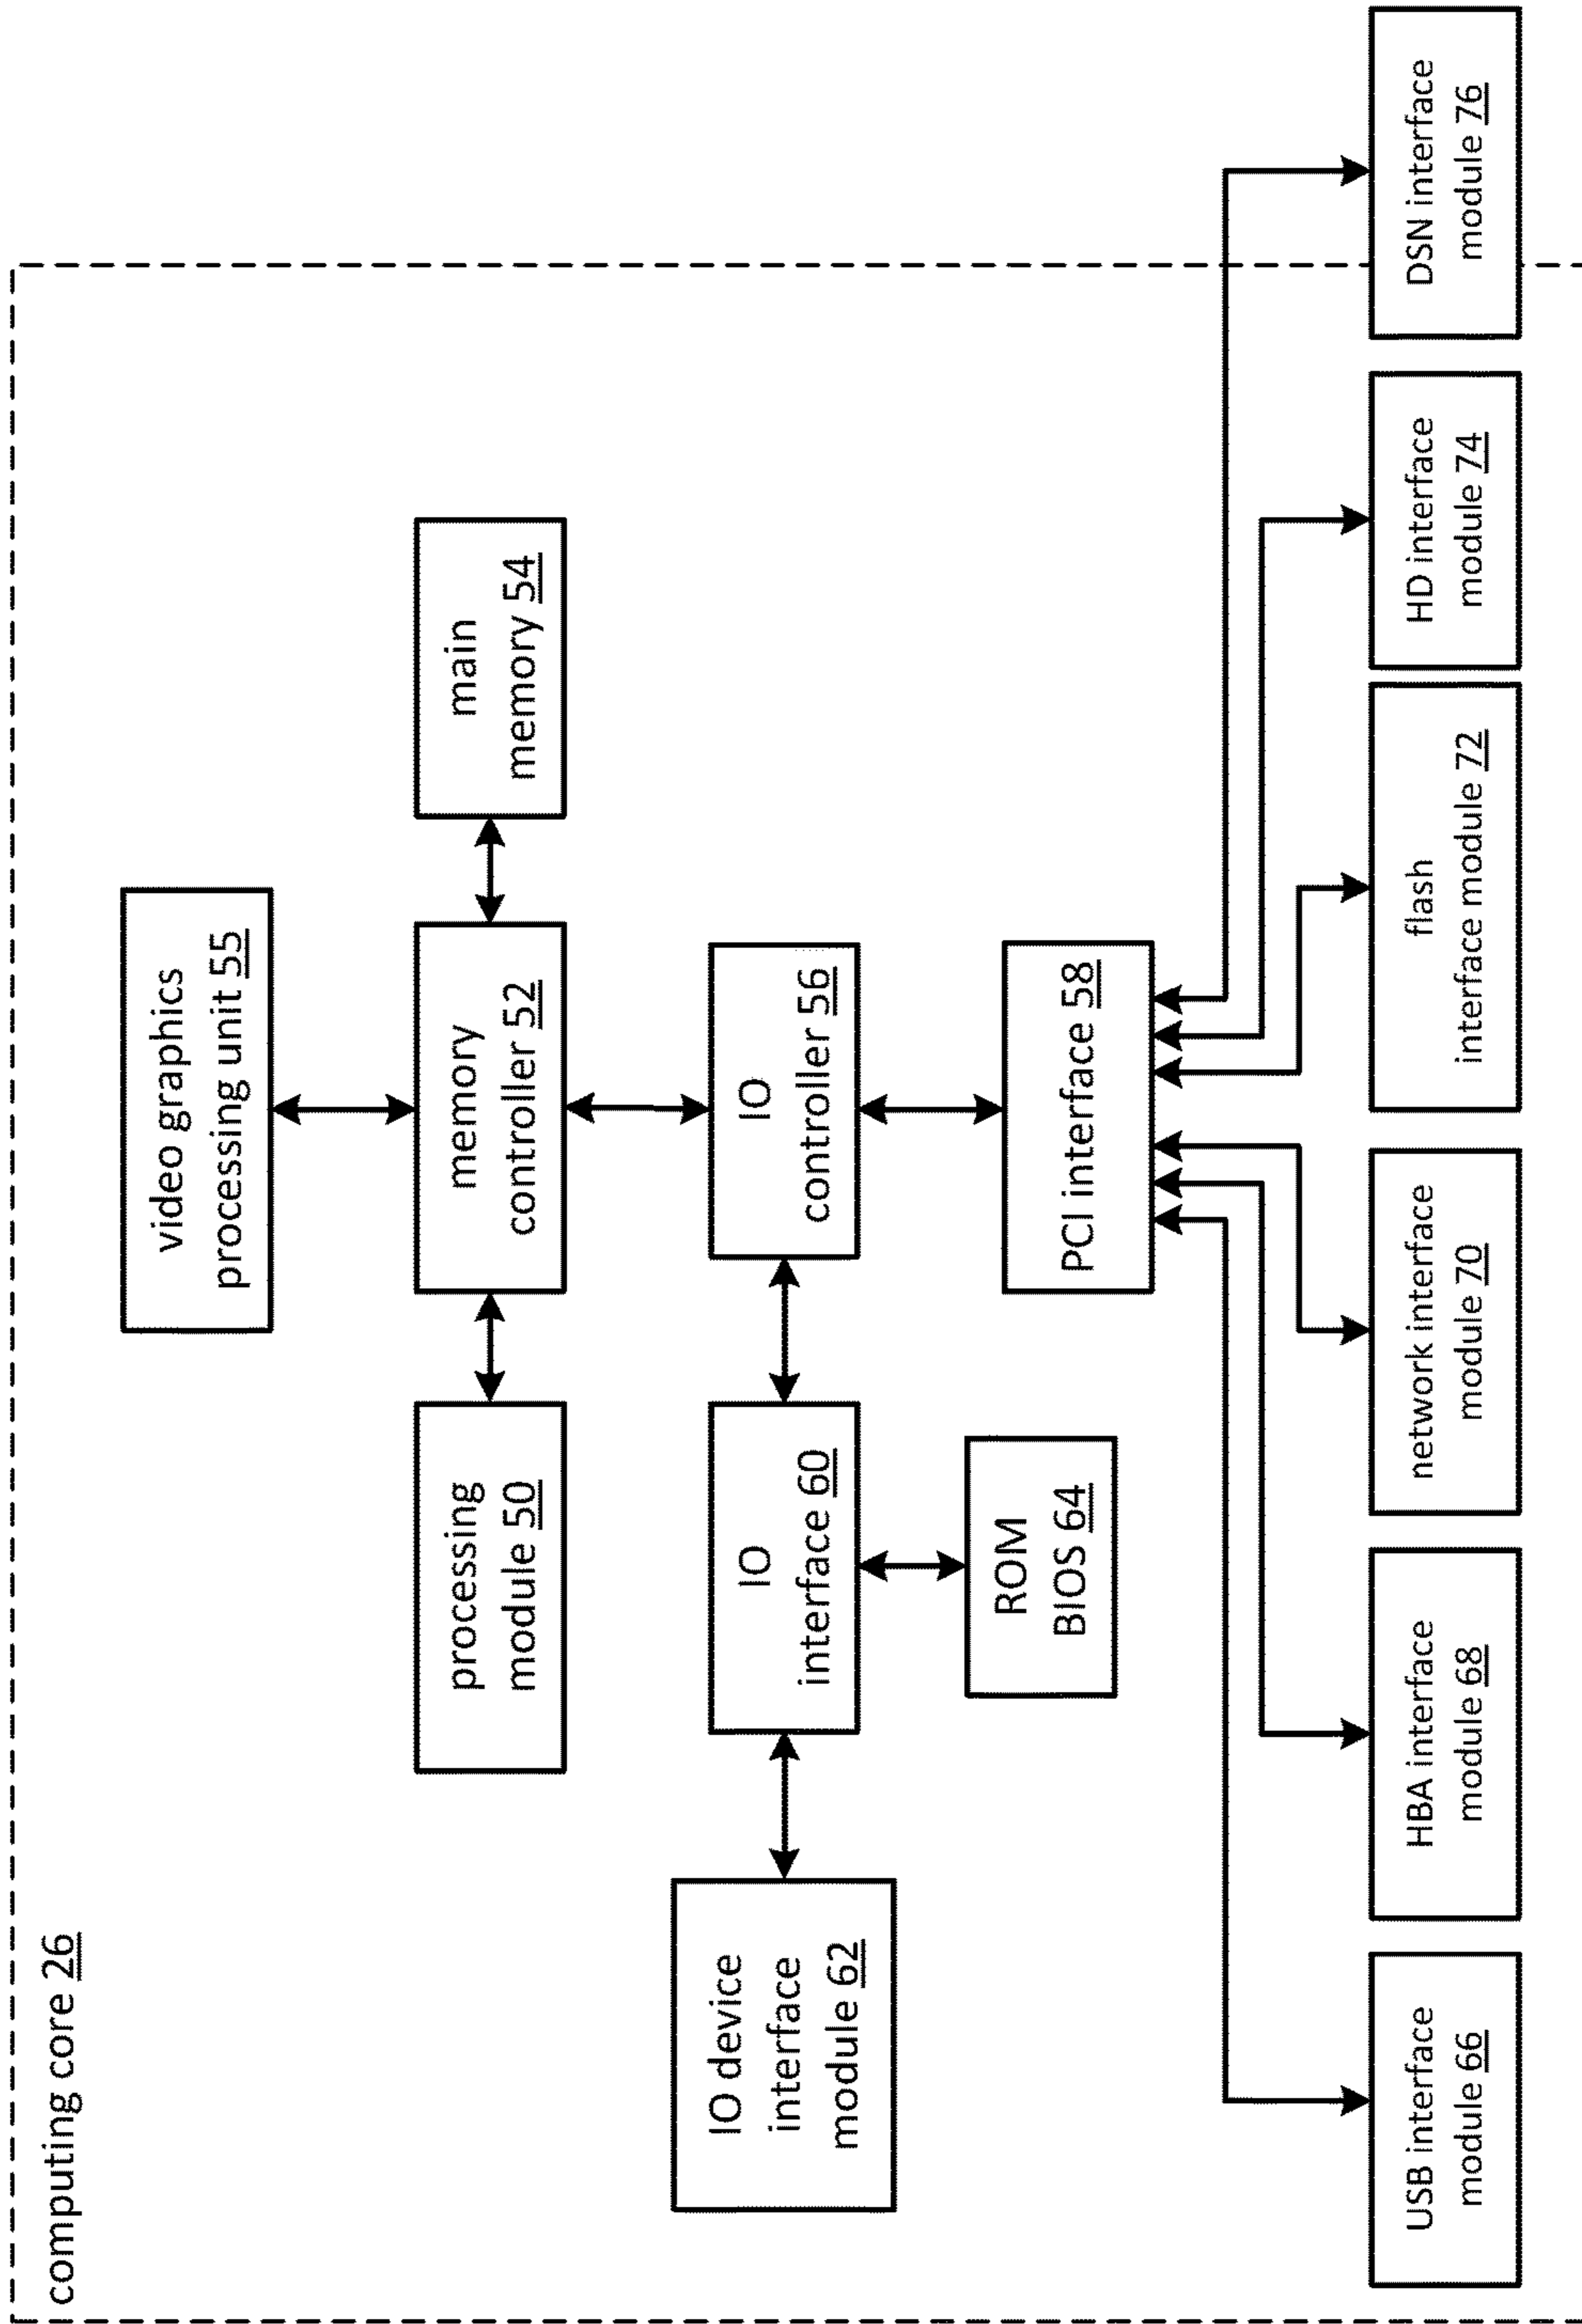 computing core 26
video graphics
processing unit 55
processing
module 50
memory
controller 52
main
memory 54
IO device
interface
module 62
IO
interface 60
IO
controller 56
ROM
BIOS 64
PCI interface 58
USB interface
module 66
HBA interface
module 68
network interface
module 70
flash
interface module 72
HD interface
module 74
DSN interface
module 76